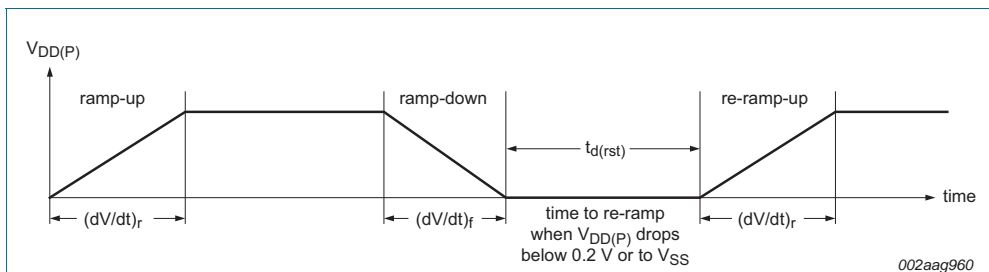 V_DD(P)
ramp-up
ramp-down
re-ramp-up
t_d(rst)
time
(dV/dt)_r
(dV/dt)_f
time to re-ramp
when V_DD(P) drops
below 0.2 V or to V_SS
(dV/dt)_r
002aag960